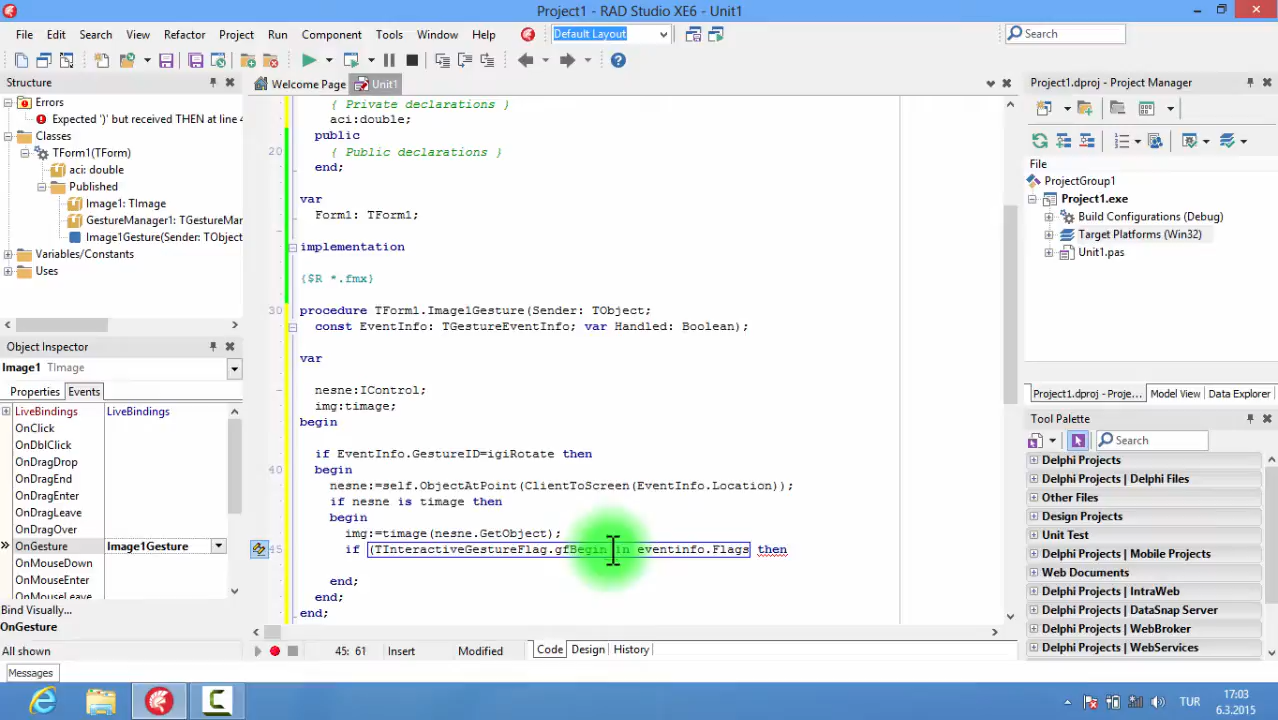 Project1 - RAD Studio XE6 - Unit1
File Edit Search View Refactor Project Run Component Tools Window Help
Default Layout
Search
Structure
Welcome Page
Unit1
Project1.dproj - Project Manager
Errors
Expected ')' but received THEN at line 4
Classes
TForm1(TForm)
aci: double
Published
Image1: TImage
GestureManager1: TGestureMar
Image1Gesture(Sender: TObject
Variables/Constants
Uses
{ Private declarations }
aci:double;
public
20
{ Public declarations }
end;
var
Form1: TForm1;
implementation
{$R *.fmx}
30
procedure TForm1.Image1Gesture(Sender: TObject;
const EventInfo: TGestureEventInfo; var Handled: Boolean);
var
nesne:IControl;
img:timage;
begin
if EventInfo.GestureID=igiRotate then
40
begin
nesne:=self.ObjectAtPoint(ClientToScreen(EventInfo.Location));
if nesne is timage then
begin
img:=timage(nesne.GetObject);
45
if (TInteractiveGestureFlag.gfBegin in eventinfo.Flags then
end;
end;
end;
File
ProjectGroup1
Project1.exe
Build Configurations (Debug)
Target Platforms (Win32)
Unit1.pas
Project1.dproj - Proje...
Model View
Data Explorer
Object Inspector
Image1 TImage
Properties
Events
LiveBindings
LiveBindings
OnClick
OnDblClick
OnDragDrop
OnDragEnd
OnDragEnter
OnDragLeave
OnDragOver
OnGesture
Image1Gesture
OnMouseDown
OnMouseEnter
OnMouseLeave
Bind Visually...
OnGesture
All shown
Tool Palette
Search
Delphi Projects
Delphi Files
Other Files
Design Projects
Unit Test
Delphi Projects | Mobile Projects
Web Documents
Delphi Projects | IntraWeb
Delphi Projects | DataSnap Server
Delphi Projects | WebBroker
Delphi Projects | WebServices
45: 61
Insert
Modified
Code
Design
History
Messages
TUR
17:03
6.3.2015